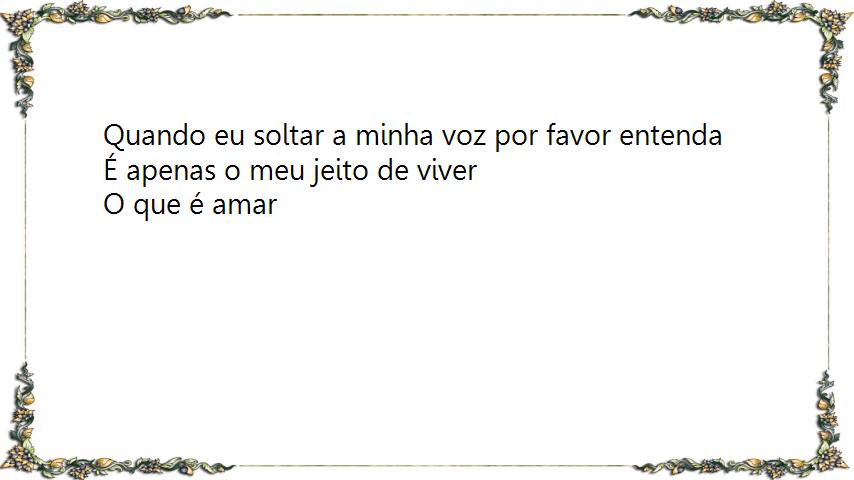 Quando eu soltar a minha voz por favor entenda
É apenas o meu jeito de viver
O que é amar